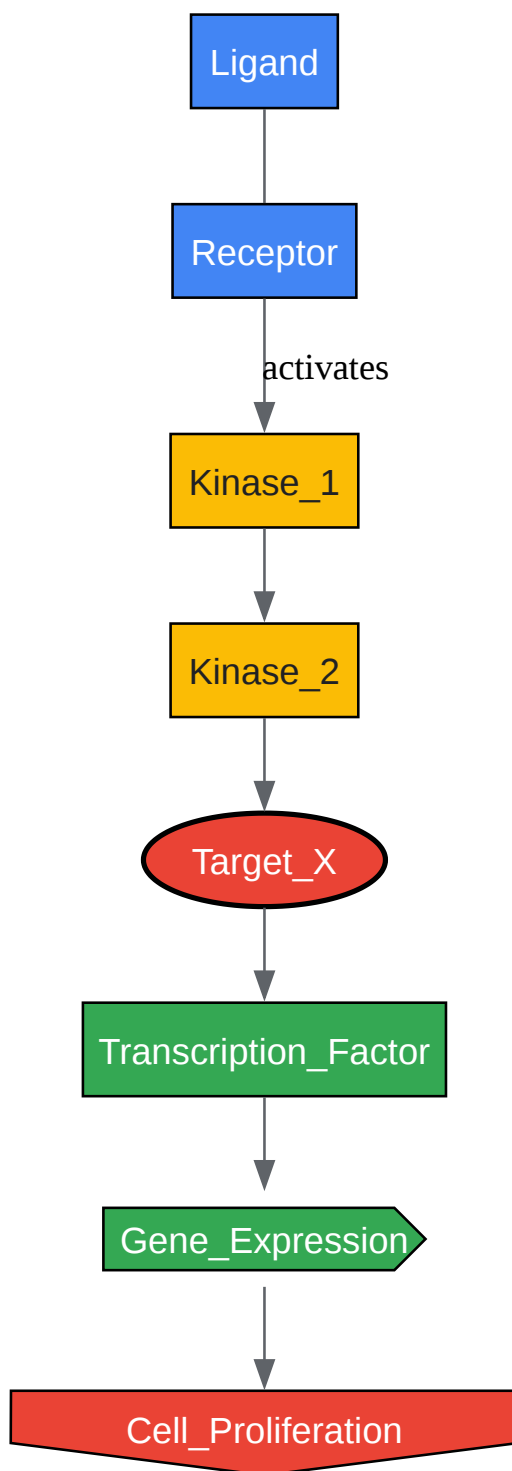 Ligand
Receptor
activates
Kinase_1
Kinase_2
Target_X
Transcription_Factor
Gene_Expression
Cell_Proliferation